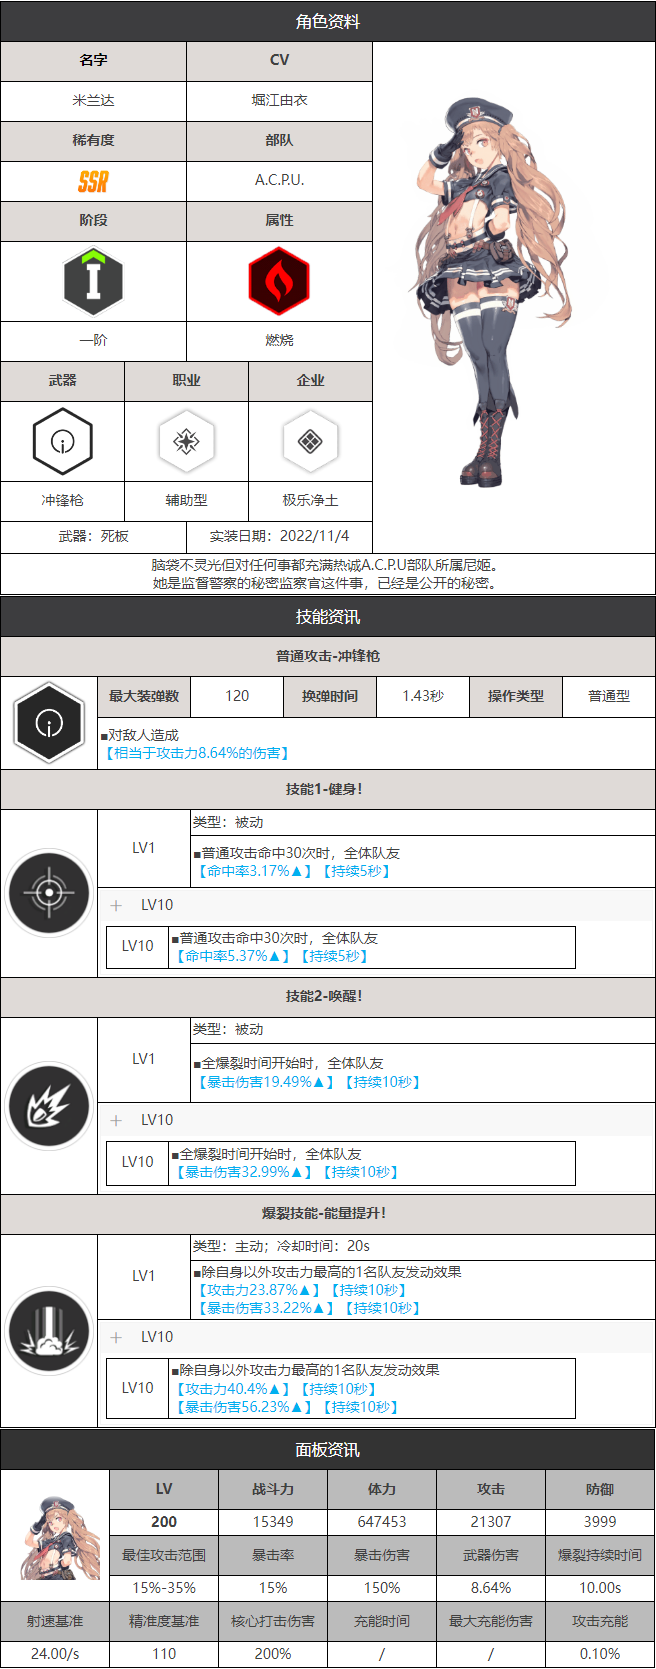 角色资料
名字
CV
米兰达
堀江由衣
稀有度
部队
SSR
A.C.P.U.
阶段
属性
I
一阶
燃烧
武器
职业
企业
冲锋枪
辅助型
极乐净土
武器：死板
实装日期：2022/11/4
脑袋不灵光但对任何事都充满热诚A.C.P.U部队所属尼姬。
她是监督警察的秘密监察官这件事，已经是公开的秘密。
技能资讯
普通攻击-冲锋枪
最大装弹数
120
换弹时间
1.43秒
操作类型
普通型
■对敌人造成
【相当于攻击力8.64%的伤害】
技能1-健身！
LV1
类型：被动
■普通攻击命中30次时，全体队友
【命中率3.17%▲】【持续5秒】
＋ LV10
LV10
■普通攻击命中30次时，全体队友
【命中率5.37%▲】【持续5秒】
技能2-唤醒！
LV1
类型：被动
■全爆裂时间开始时，全体队友
【暴击伤害19.49%▲】【持续10秒】
＋ LV10
LV10
■全爆裂时间开始时，全体队友
【暴击伤害32.99%▲】【持续10秒】
爆裂技能-能量提升！
LV1
类型：主动；冷却时间：20s
■除自身以外攻击力最高的1名队友发动效果
【攻击力23.87%▲】【持续10秒】
【暴击伤害33.22%▲】【持续10秒】
＋ LV10
LV10
■除自身以外攻击力最高的1名队友发动效果
【攻击力40.4%▲】【持续10秒】
【暴击伤害56.23%▲】【持续10秒】
面板资讯
LV
战斗力
体力
攻击
防御
200
15349
647453
21307
3999
最佳攻击范围
暴击率
暴击伤害
武器伤害
爆裂持续时间
15%-35%
15%
150%
8.64%
10.00s
射速基准
精准度基准
核心打击伤害
充能时间
最大充能伤害
攻击充能
24.00/s
110
200%
/
/
0.10%